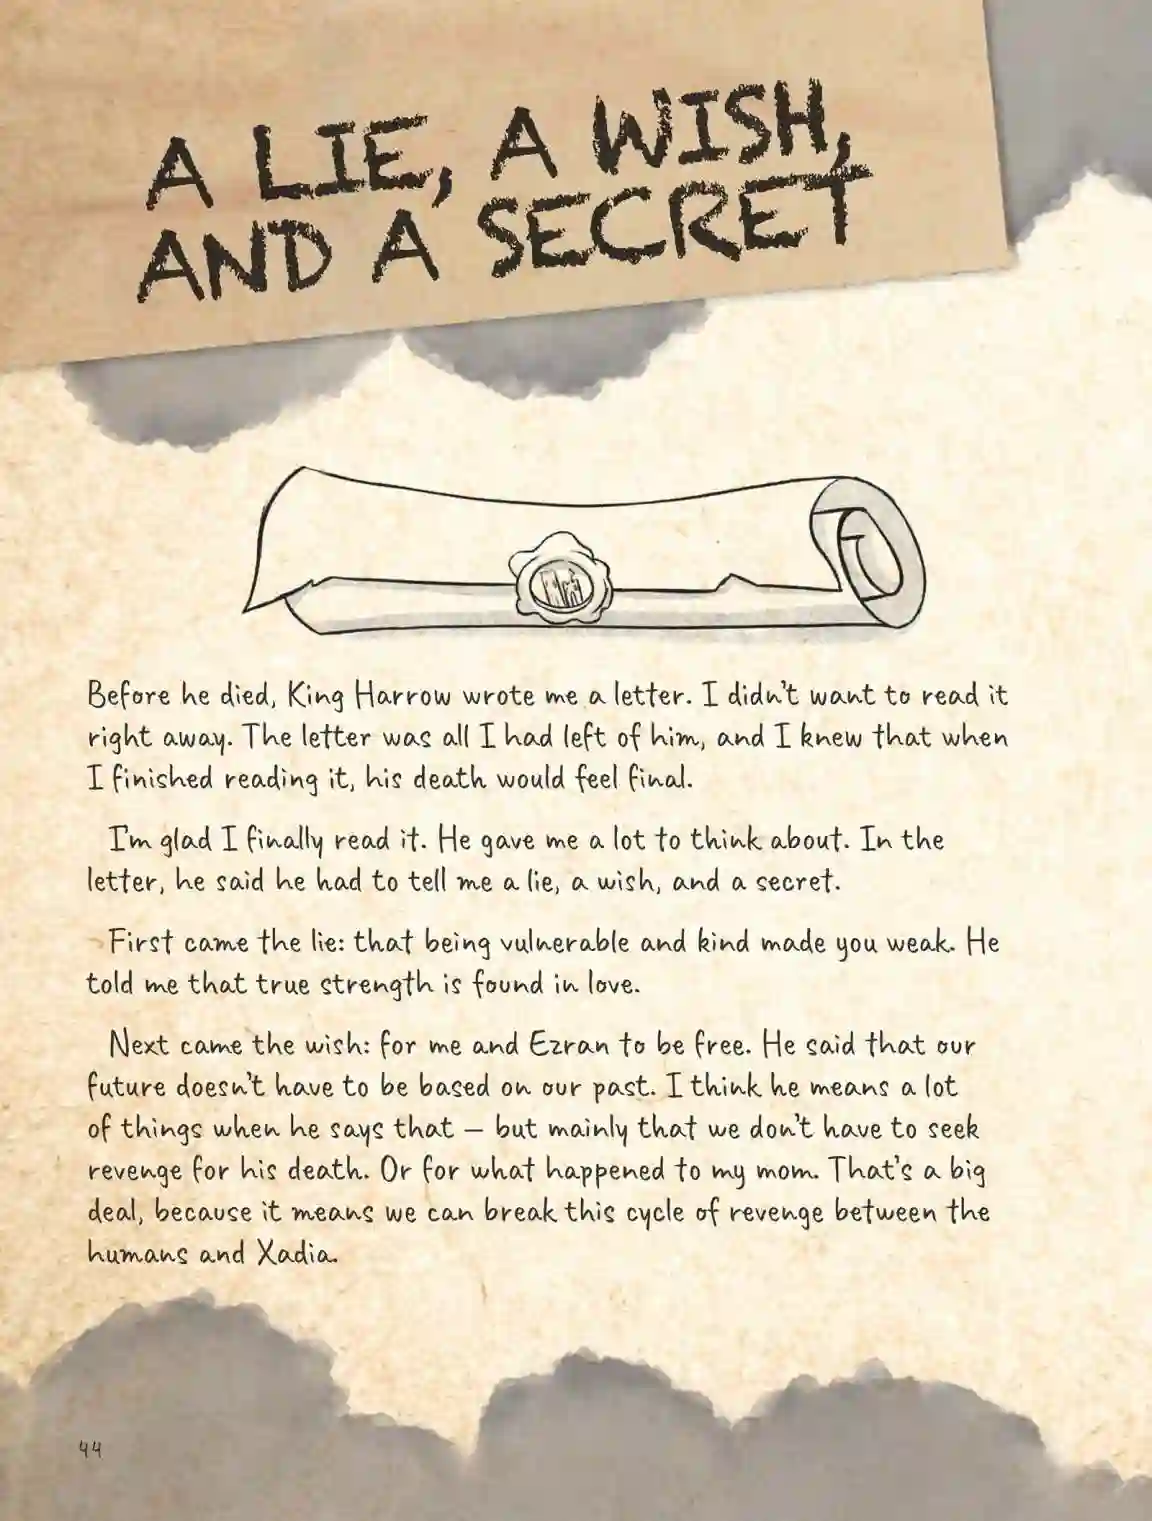 A LIE, A WISH,
AND A SECRET
Before he died, King Harrow wrote me a letter. I didn't want to read it
right away. The letter was all I had left of him, and I knew that when
I finished reading it, his death would feel final.
I'm glad I finally read it. He gave me a lot to think about. In the
letter, he said he had to tell me a lie, a wish, and a secret.
First came the lie: that being vulnerable and kind made you weak. He
told me that true strength is found in love.
Next came the wish: for me and Ezran to be free. He said that our
future doesn't have to be based on our past. I think he means a lot
of things when he says that — but mainly that we don't have to seek
revenge for his death. Or for what happened to my mom. That's a big
deal, because it means we can break this cycle of revenge between the
humans and Xadia.
44